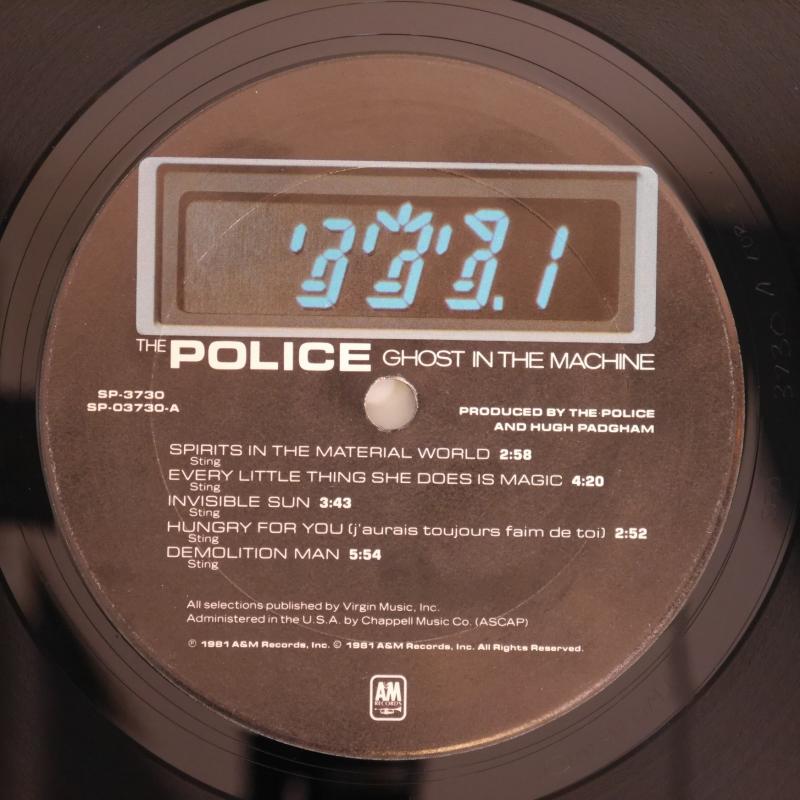 .1
THE POLICE GHOST IN THE MACHINE
SP-3730
SP-03730-A
PRODUCED BY THE POLICE
AND HUGH PADGHAM
SPIRITS IN THE MATERIAL WORLD 2:58
Sting
EVERY LITTLE THING SHE DOES IS MAGIC 4:20
Sting
INVISIBLE SUN 3:43
Sting
HUNGRY FOR YOU (j'aurais toujours faim de toi) 2:52
Sting
DEMOLITION MAN 5:54
Sting
All selections published by Virgin Music, Inc.
Administered in the U.S.A. by Chappell Music Co. (ASCAP)
℗ 1981 A&M Records, Inc. © 1981 A&M Records, Inc. All Rights Reserved.
A&M
RECORDS